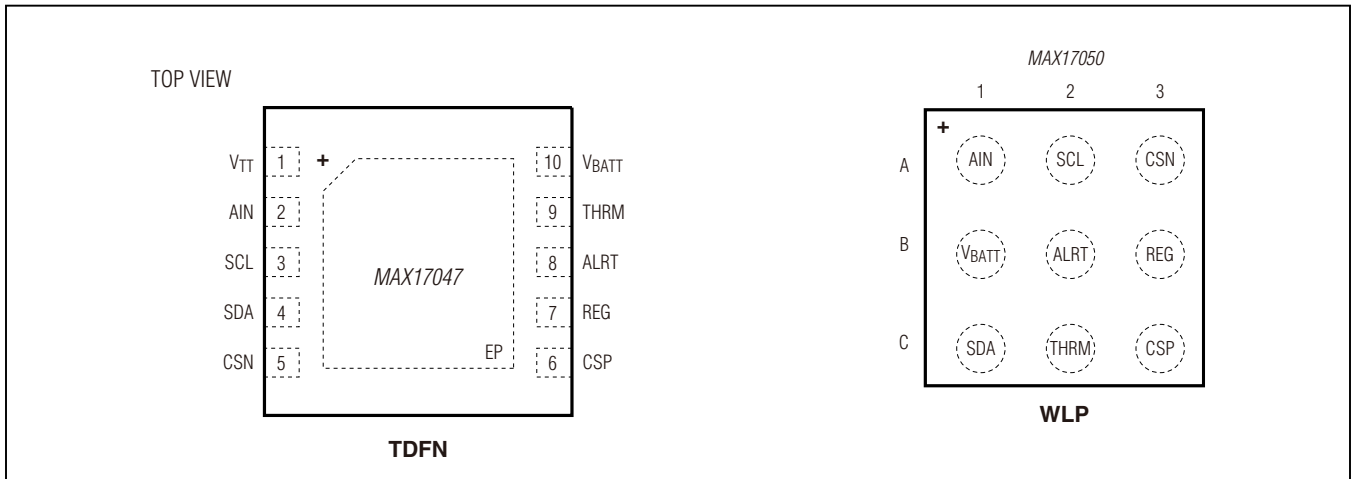 TOP VIEW
VTT 1 + 10 VBATT
AIN 2 9 THRM
SCL 3 8 ALRT
MAX17047
SDA 4 7 REG
CSN 5 EP 6 CSP
TDFN
MAX17050
1 2 3
+
A AIN SCL CSN
B VBATT ALRT REG
C SDA THRM CSP
WLP